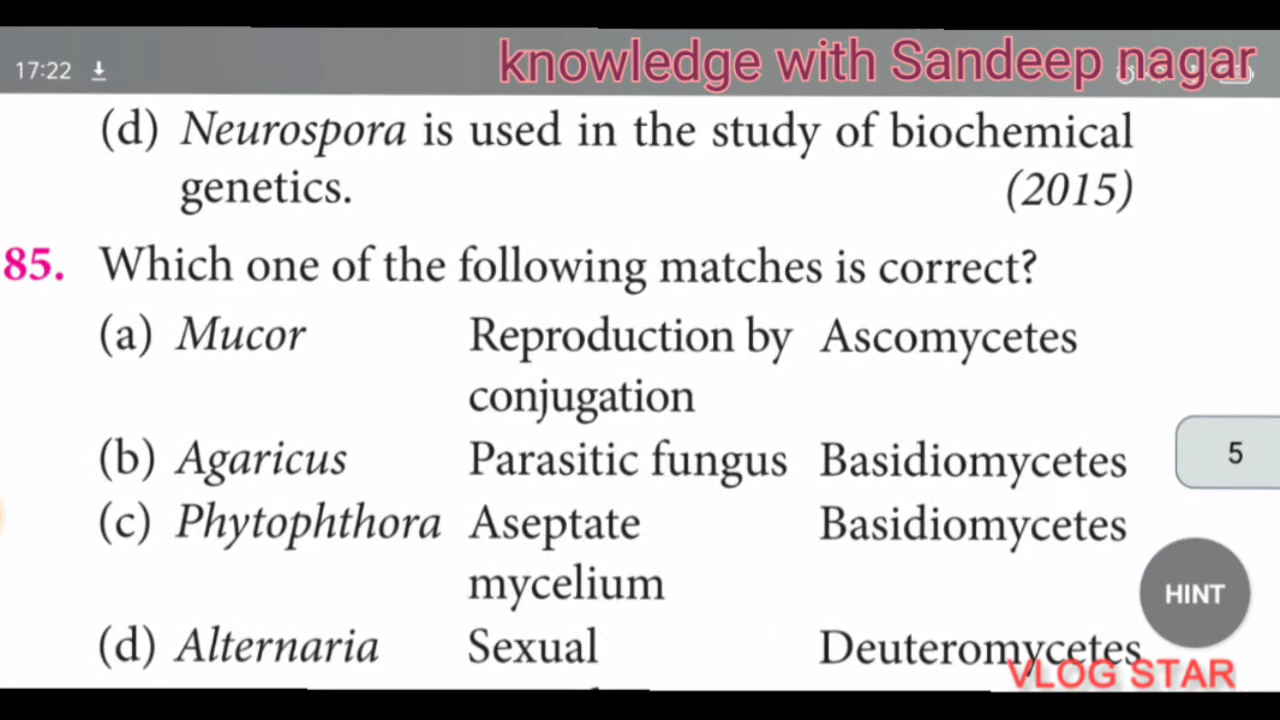 knowledge with Sandeep nagar
17:22
(d) Neurospora is used in the study of biochemical
genetics. (2015)
85. Which one of the following matches is correct?
(a) Mucor Reproduction by Ascomycetes
conjugation
(b) Agaricus Parasitic fungus Basidiomycetes
5
(c) Phytophthora Aseptate Basidiomycetes
mycelium
HINT
(d) Alternaria Sexual Deuteromycetes
VLOG STAR